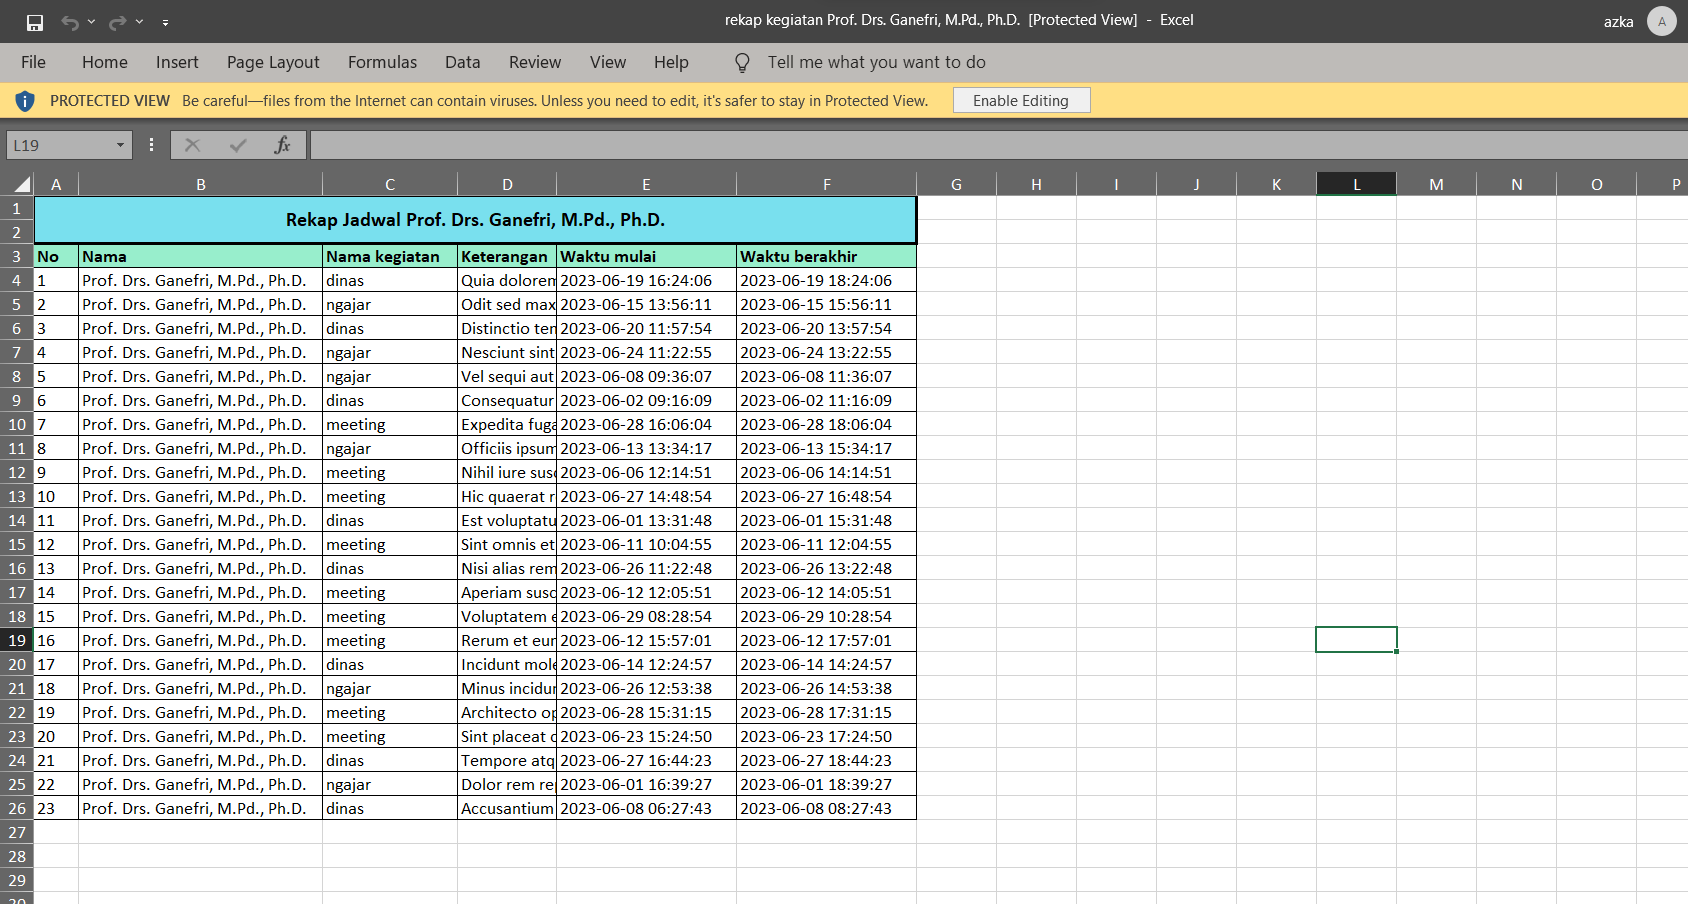 rekap kegiatan Prof. Drs. Ganefri, M.Pd., Ph.D. [Protected View] - Excel
azka A
File Home Insert Page Layout Formulas Data Review View Help Tell me what you want to do
PROTECTED VIEW Be careful—files from the Internet can contain viruses. Unless you need to edit, it's safer to stay in Protected View. Enable Editing
L19 fx
A B C D E F G H I J K L M N O P
1
Rekap Jadwal Prof. Drs. Ganefri, M.Pd., Ph.D.
2
3 No Nama Nama kegiatan Keterangan Waktu mulai Waktu berakhir
4 1 Prof. Drs. Ganefri, M.Pd., Ph.D. dinas Quia dolorem 2023-06-19 16:24:06 2023-06-19 18:24:06
5 2 Prof. Drs. Ganefri, M.Pd., Ph.D. ngajar Odit sed max 2023-06-15 13:56:11 2023-06-15 15:56:11
6 3 Prof. Drs. Ganefri, M.Pd., Ph.D. dinas Distinctio ten 2023-06-20 11:57:54 2023-06-20 13:57:54
7 4 Prof. Drs. Ganefri, M.Pd., Ph.D. ngajar Nesciunt sint 2023-06-24 11:22:55 2023-06-24 13:22:55
8 5 Prof. Drs. Ganefri, M.Pd., Ph.D. ngajar Vel sequi aut 2023-06-08 09:36:07 2023-06-08 11:36:07
9 6 Prof. Drs. Ganefri, M.Pd., Ph.D. dinas Consequatur 2023-06-02 09:16:09 2023-06-02 11:16:09
10 7 Prof. Drs. Ganefri, M.Pd., Ph.D. meeting Expedita fuga 2023-06-28 16:06:04 2023-06-28 18:06:04
11 8 Prof. Drs. Ganefri, M.Pd., Ph.D. ngajar Officiis ipsum 2023-06-13 13:34:17 2023-06-13 15:34:17
12 9 Prof. Drs. Ganefri, M.Pd., Ph.D. meeting Nihil iure susc 2023-06-06 12:14:51 2023-06-06 14:14:51
13 10 Prof. Drs. Ganefri, M.Pd., Ph.D. meeting Hic quaerat r 2023-06-27 14:48:54 2023-06-27 16:48:54
14 11 Prof. Drs. Ganefri, M.Pd., Ph.D. dinas Est voluptatu 2023-06-01 13:31:48 2023-06-01 15:31:48
15 12 Prof. Drs. Ganefri, M.Pd., Ph.D. meeting Sint omnis et 2023-06-11 10:04:55 2023-06-11 12:04:55
16 13 Prof. Drs. Ganefri, M.Pd., Ph.D. dinas Nisi alias rem 2023-06-26 11:22:48 2023-06-26 13:22:48
17 14 Prof. Drs. Ganefri, M.Pd., Ph.D. meeting Aperiam susc 2023-06-12 12:05:51 2023-06-12 14:05:51
18 15 Prof. Drs. Ganefri, M.Pd., Ph.D. meeting Voluptatem e 2023-06-29 08:28:54 2023-06-29 10:28:54
19 16 Prof. Drs. Ganefri, M.Pd., Ph.D. meeting Rerum et eur 2023-06-12 15:57:01 2023-06-12 17:57:01
20 17 Prof. Drs. Ganefri, M.Pd., Ph.D. dinas Incidunt mole 2023-06-14 12:24:57 2023-06-14 14:24:57
21 18 Prof. Drs. Ganefri, M.Pd., Ph.D. ngajar Minus incidun 2023-06-26 12:53:38 2023-06-26 14:53:38
22 19 Prof. Drs. Ganefri, M.Pd., Ph.D. meeting Architecto op 2023-06-28 15:31:15 2023-06-28 17:31:15
23 20 Prof. Drs. Ganefri, M.Pd., Ph.D. meeting Sint placeat c 2023-06-23 15:24:50 2023-06-23 17:24:50
24 21 Prof. Drs. Ganefri, M.Pd., Ph.D. dinas Tempore atq 2023-06-27 16:44:23 2023-06-27 18:44:23
25 22 Prof. Drs. Ganefri, M.Pd., Ph.D. ngajar Dolor rem re 2023-06-01 16:39:27 2023-06-01 18:39:27
26 23 Prof. Drs. Ganefri, M.Pd., Ph.D. dinas Accusantium 2023-06-08 06:27:43 2023-06-08 08:27:43
27
28
29
30